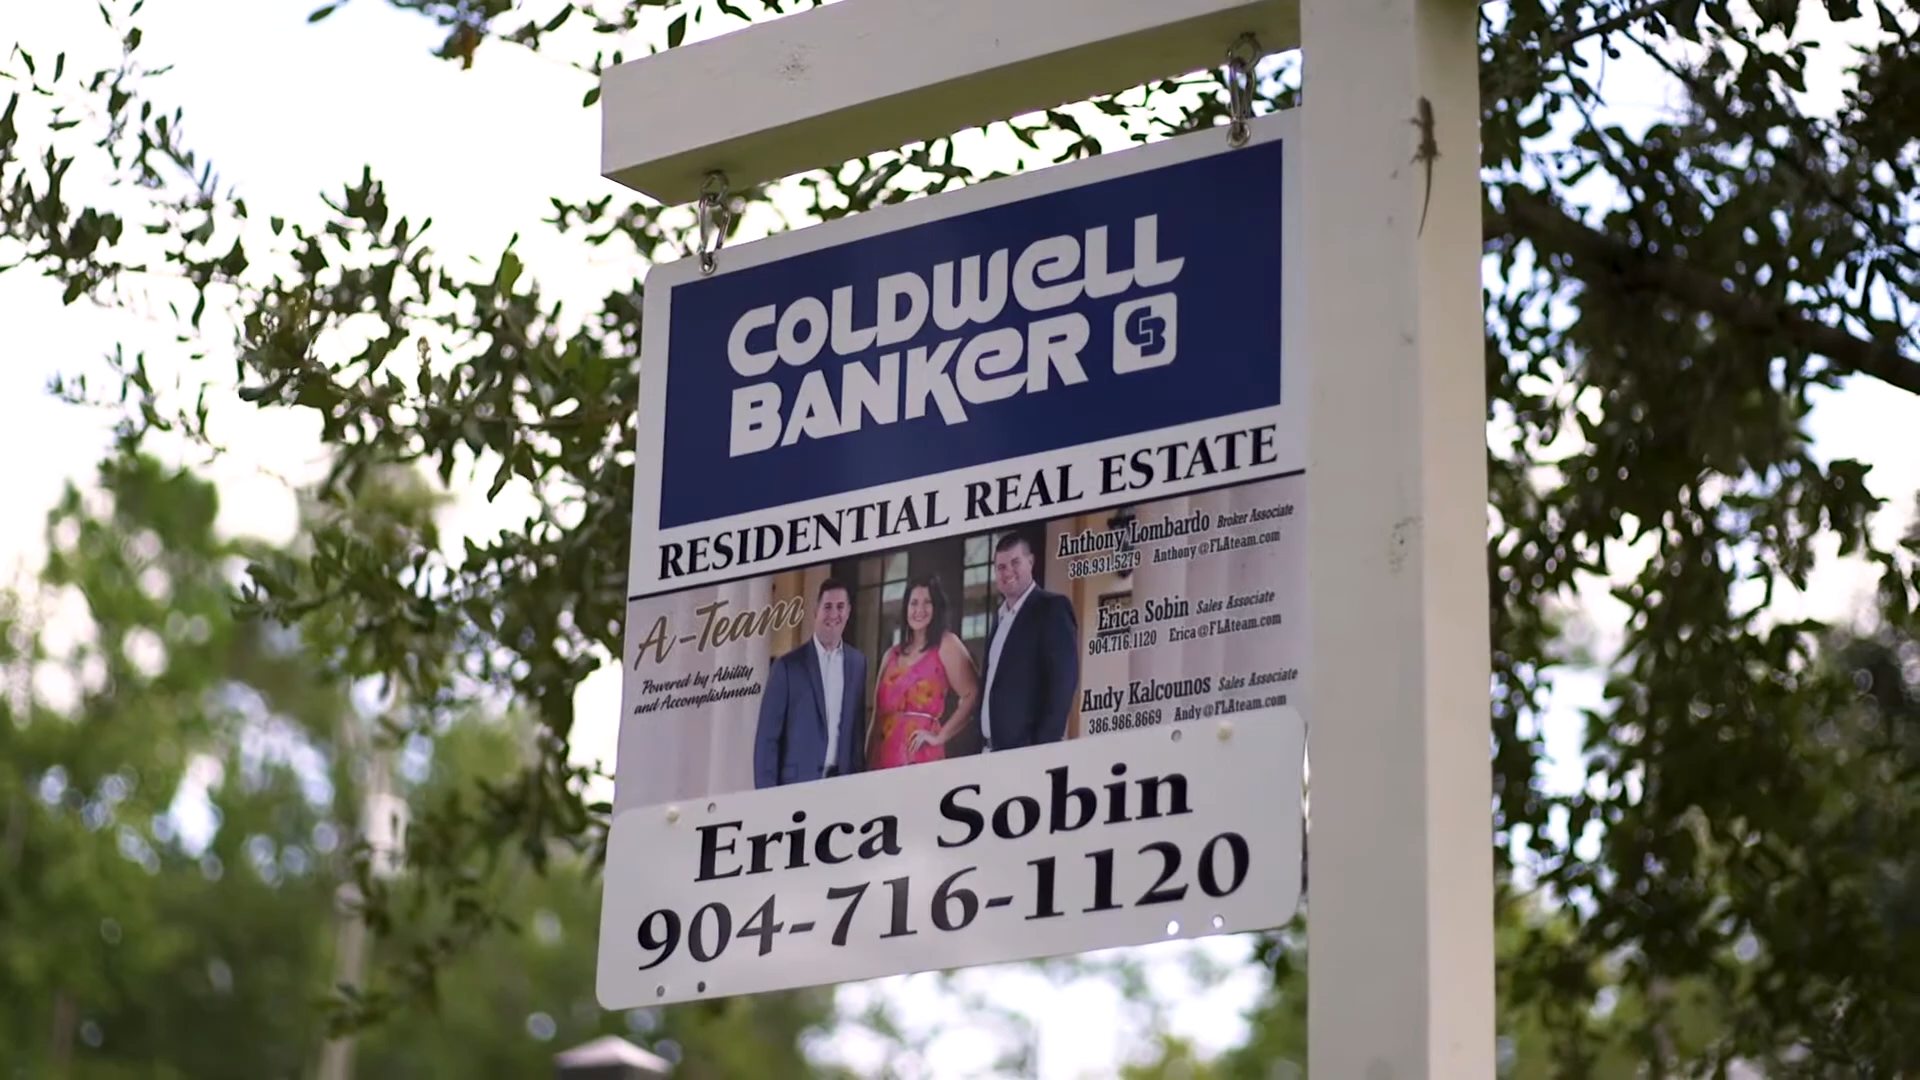 COLDWELL
BANKER CB
RESIDENTIAL REAL ESTATE
A-Team
Powered by Ability
and Accomplishments
Anthony Lombardo Broker Associate
386.931.5279 Anthony@FLAteam.com
Erica Sobin Sales Associate
904.716.1120 Erica@FLAteam.com
Andy Kalcounos Sales Associate
386.986.8669 Andy@FLAteam.com
Erica Sobin
904-716-1120